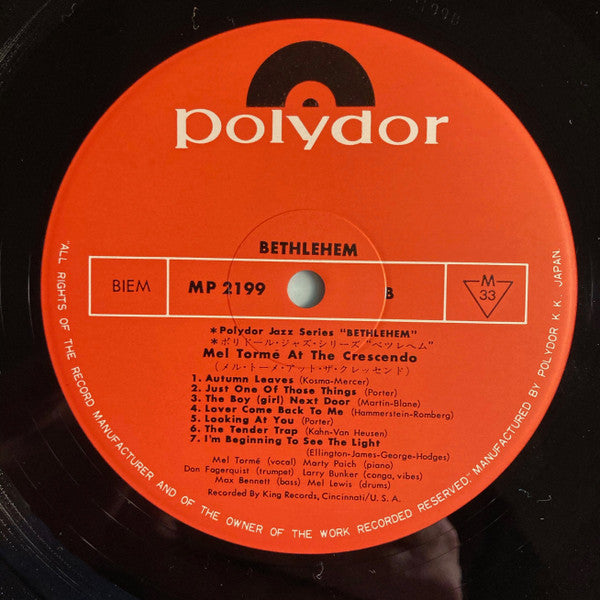 polydor
BETHLEHEM
BIEM MP 2199 B M 33
*Polydor Jazz Series "BETHLEHEM"
*ポリドール・ジャズ・シリーズ "ベツレヘム"
Mel Tormé At The Crescendo
(メル・トーメ・アット・ザ・クレッセンド)
1. Autumn Leaves (Kosma-Mercer)
2. Just One Of Those Things (Porter)
3. The Boy (girl) Next Door (Martin-Blane)
4. Lover Come Back To Me (Hammerstein-Romberg)
5. Looking At You (Porter)
6. The Tender Trap (Kahn-Van Heusen)
7. I'm Beginning To See The Light
(Ellington-James-George-Hodges)
Mel Tormé (vocal) Marty Paich (piano)
Don Fagerquist (trumpet) Larry Bunker (conga, vibes)
Max Bennett (bass) Mel Lewis (drums)
Recorded By King Records, Cincinnati/U. S. A.
"ALL RIGHTS OF THE RECORD MANUFACTURER AND OF THE OWNER OF THE WORK RECORDED RESERVED." MANUFACTURED BY POLYDOR K. K. JAPAN.